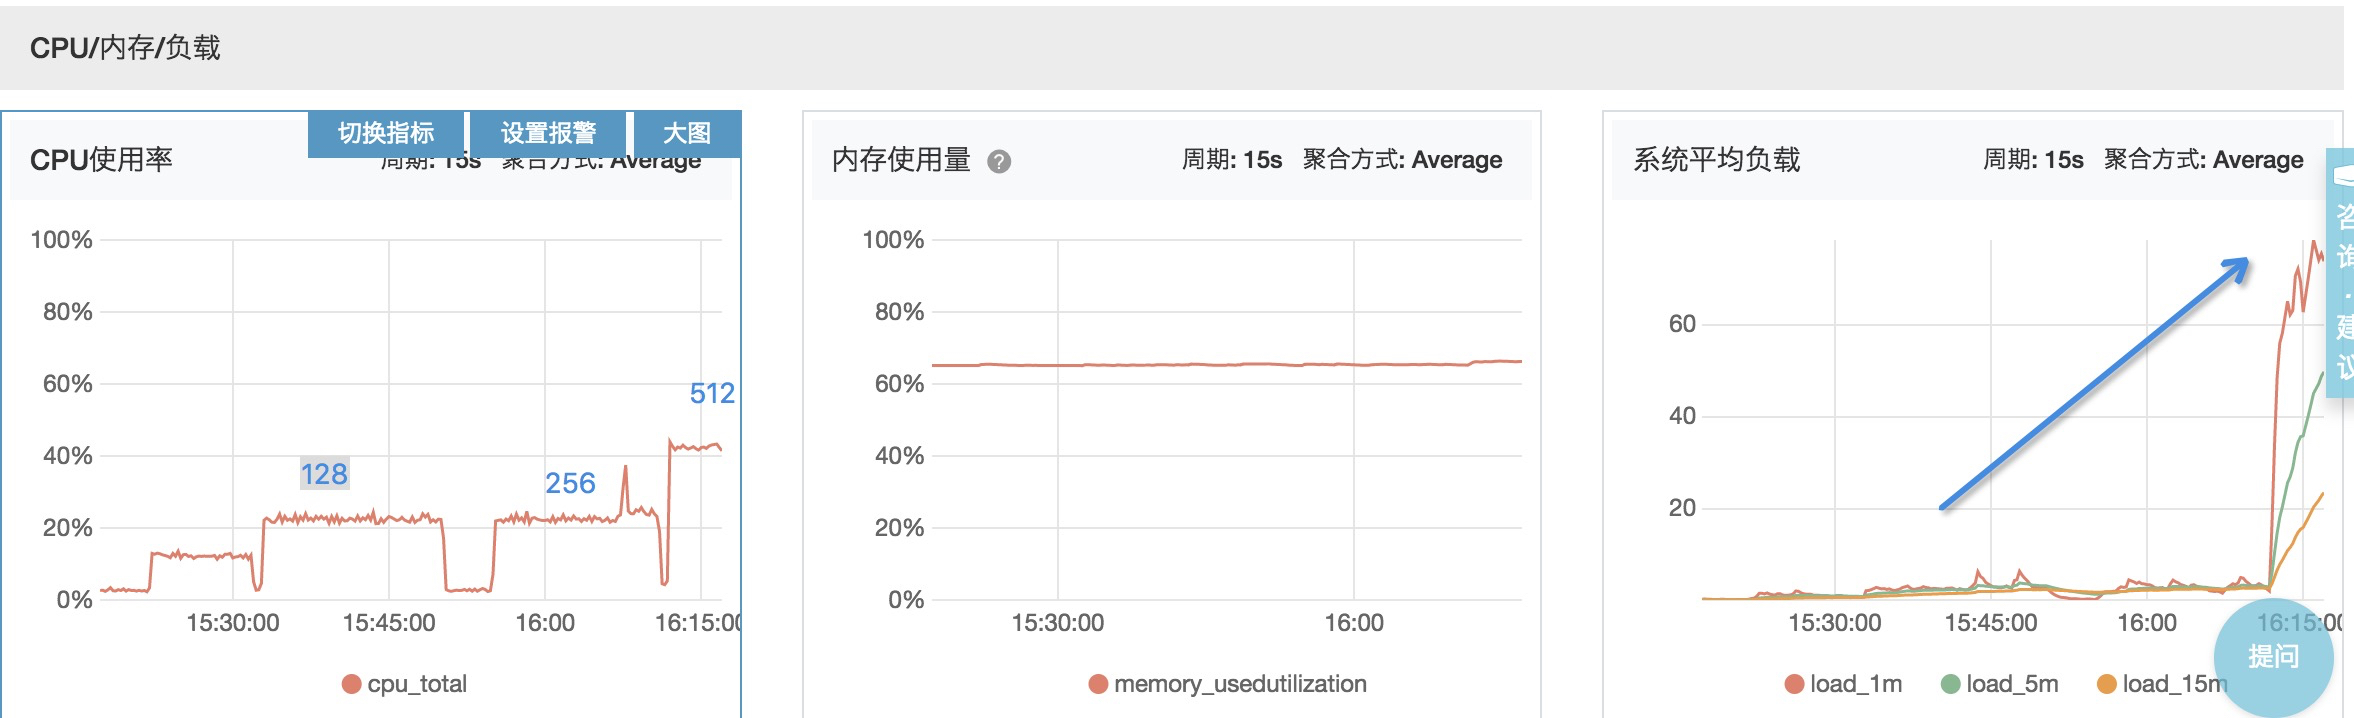 CPU/内存/负载
切换指标
设置报警
大图
CPU使用率
周期: 15s 聚合方式: Average
100%
80%
60%
40%
20%
0%
128
256
512
15:30:00
15:45:00
16:00
16:15:00
cpu_total
内存使用量 ?
周期: 15s 聚合方式: Average
100%
80%
60%
40%
20%
0%
15:30:00
16:00
memory_usedutilization
系统平均负载
周期: 15s 聚合方式: Average
60
40
20
15:30:00
15:45:00
16:00
16:15:00
load_1m
load_5m
load_15m
咨询·建议
提问